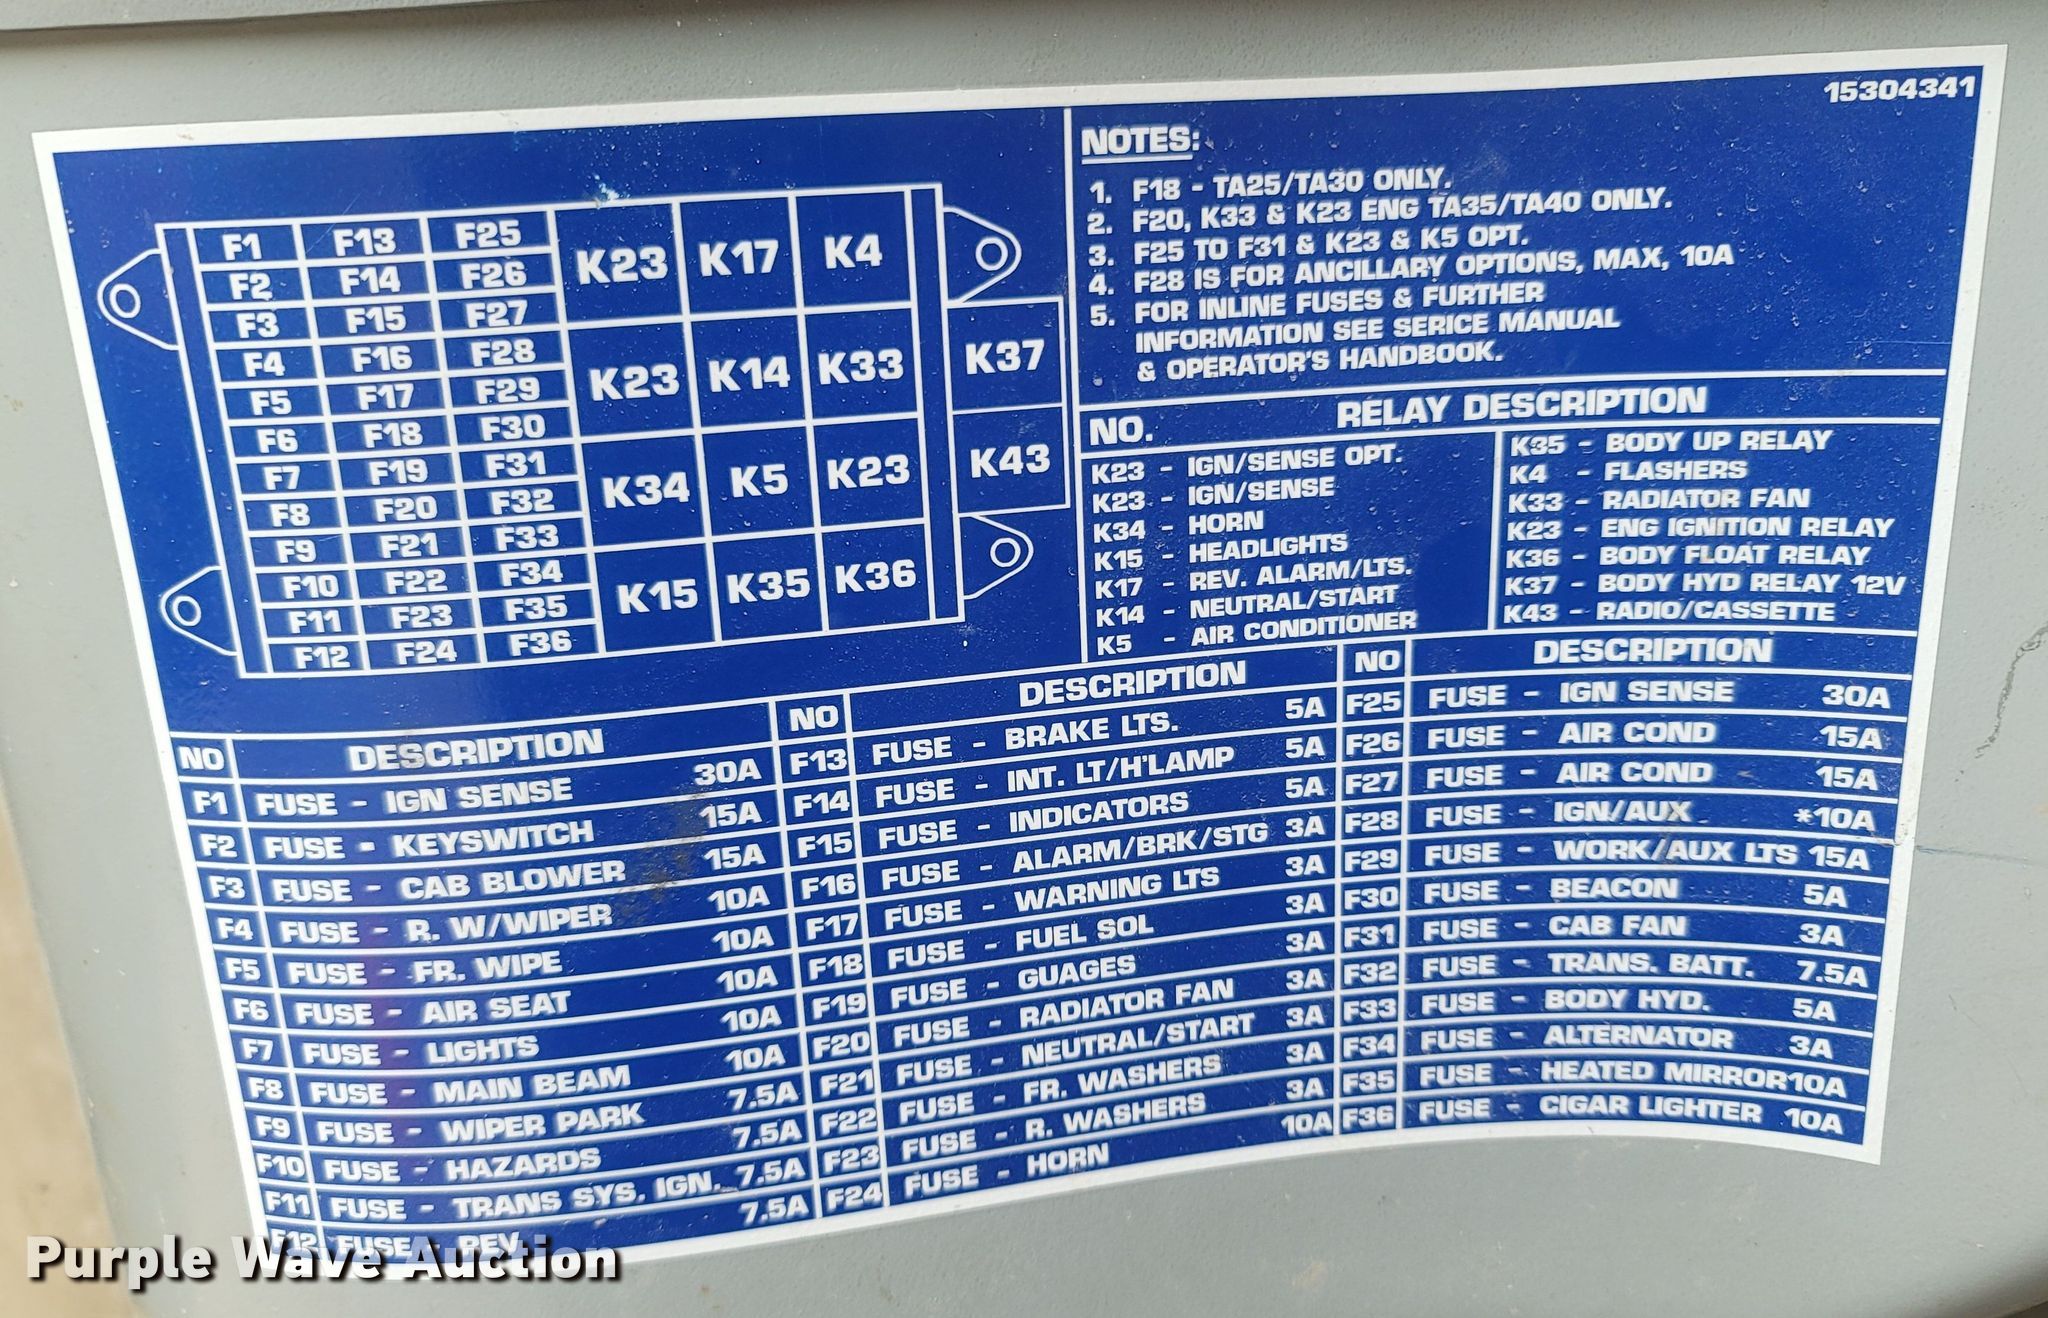 15304341
F1 F13 F25
F2 F14 F26
F3 F15 F27
F4 F16 F28
F5 F17 F29
F6 F18 F30
F7 F19 F31
F8 F20 F32
F9 F21 F33
F10 F22 F34
F11 F23 F35
F12 F24 F36
K23 K17 K4
K23 K14 K33 K37
K34 K5 K23 K43
K15 K35 K36
NOTES:
1. F18 - TA25/TA30 ONLY.
2. F20, K33 & K23 ENG TA35/TA40 ONLY.
3. F25 TO F31 & K23 & K5 OPT.
4. F28 IS FOR ANCILLARY OPTIONS, MAX, 10A
5. FOR INLINE FUSES & FURTHER
INFORMATION SEE SERICE MANUAL
& OPERATOR'S HANDBOOK.
NO. RELAY DESCRIPTION
K23 - IGN/SENSE OPT.
K23 - IGN/SENSE
K34 - HORN
K15 - HEADLIGHTS
K17 - REV. ALARM/LTS.
K14 - NEUTRAL/START
K5 - AIR CONDITIONER
K35 - BODY UP RELAY
K4 - FLASHERS
K33 - RADIATOR FAN
K23 - ENG IGNITION RELAY
K36 - BODY FLOAT RELAY
K37 - BODY HYD RELAY 12V
K43 - RADIO/CASSETTE
NO DESCRIPTION
F1 FUSE - IGN SENSE 30A
F2 FUSE - KEYSWITCH 15A
F3 FUSE - CAB BLOWER 15A
F4 FUSE - R. W/WIPER 10A
F5 FUSE - FR. WIPE 10A
F6 FUSE - AIR SEAT 10A
F7 FUSE - LIGHTS 10A
F8 FUSE - MAIN BEAM 10A
F9 FUSE - WIPER PARK 7.5A
F10 FUSE - HAZARDS 7.5A
F11 FUSE - TRANS SYS. IGN. 7.5A
F12 FUSE - REV. 7.5A
NO DESCRIPTION
F13 FUSE - BRAKE LTS. 5A
F14 FUSE - INT. LT/H'LAMP 5A
F15 FUSE - INDICATORS 5A
F16 FUSE - ALARM/BRK/STG 3A
F17 FUSE - WARNING LTS 3A
F18 FUSE - FUEL SOL 3A
F19 FUSE - GUAGES 3A
F20 FUSE - RADIATOR FAN 3A
F21 FUSE - NEUTRAL/START 3A
F22 FUSE - FR. WASHERS 3A
F23 FUSE - R. WASHERS 3A
F24 FUSE - HORN 10A
NO DESCRIPTION
F25 FUSE - IGN SENSE 30A
F26 FUSE - AIR COND 15A
F27 FUSE - AIR COND 15A
F28 FUSE - IGN/AUX *10A
F29 FUSE - WORK/AUX LTS 15A
F30 FUSE - BEACON 5A
F31 FUSE - CAB FAN 3A
F32 FUSE - TRANS. BATT. 7.5A
F33 FUSE - BODY HYD. 5A
F34 FUSE - ALTERNATOR 3A
F35 FUSE - HEATED MIRROR 10A
F36 FUSE - CIGAR LIGHTER 10A
Purple Wave Auction